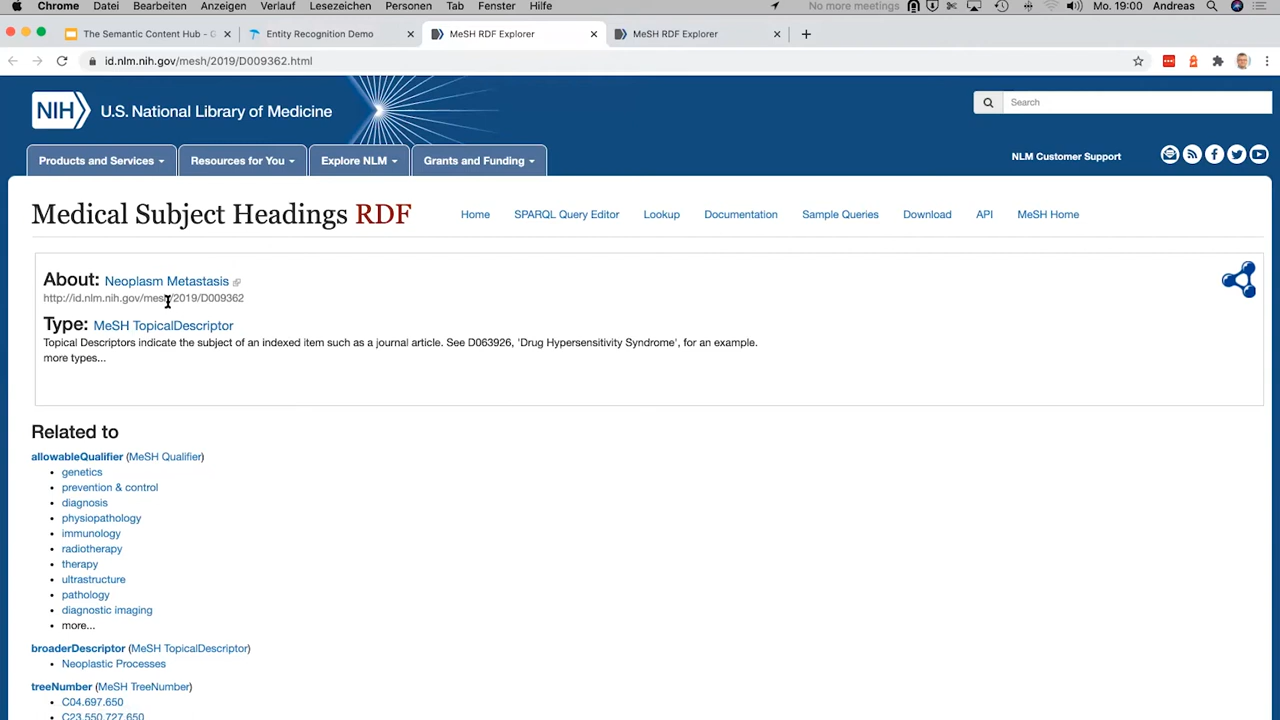 Chrome Datei Bearbeiten Anzeigen Verlauf Lesezeichen Personen Tab Fenster Hilfe No more meetings Mo. 19:00 Andreas
The Semantic Content Hub - G
Entity Recognition Demo
MeSH RDF Explorer
MeSH RDF Explorer
id.nlm.nih.gov/mesh/2019/D009362.html
NIH U.S. National Library of Medicine
Search
Products and Services Resources for You Explore NLM Grants and Funding
NLM Customer Support
Medical Subject Headings RDF
Home SPARQL Query Editor Lookup Documentation Sample Queries Download API MeSH Home
About: Neoplasm Metastasis
http://id.nlm.nih.gov/mesh/2019/D009362
Type: MeSH TopicalDescriptor
Topical Descriptors indicate the subject of an indexed item such as a journal article. See D063926, 'Drug Hypersensitivity Syndrome', for an example.
more types...
Related to
allowableQualifier (MeSH Qualifier)
• genetics
• prevention & control
• diagnosis
• physiopathology
• immunology
• radiotherapy
• therapy
• ultrastructure
• pathology
• diagnostic imaging
• more...
broaderDescriptor (MeSH TopicalDescriptor)
• Neoplastic Processes
treeNumber (MeSH TreeNumber)
• C04.697.650
• C23.550.727.650